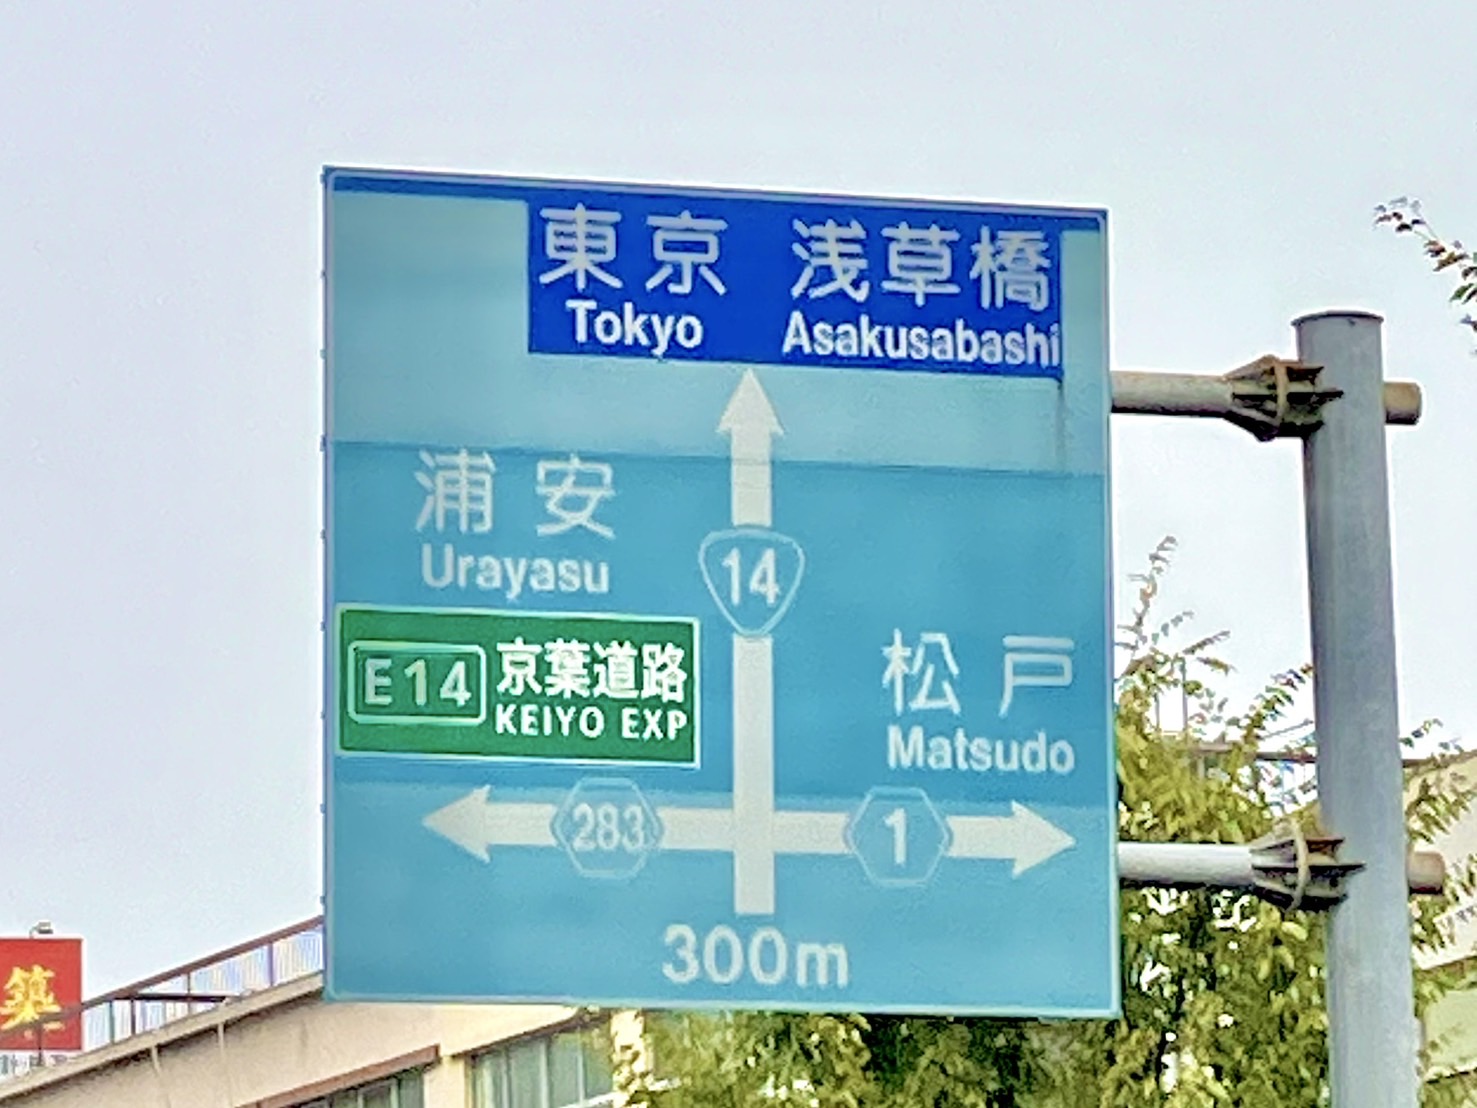 東京 浅草橋
Tokyo Asakusabashi
浦安
Urayasu
14
E14 京葉道路
KEIYO EXP
松戸
Matsudo
283
1
300m
築